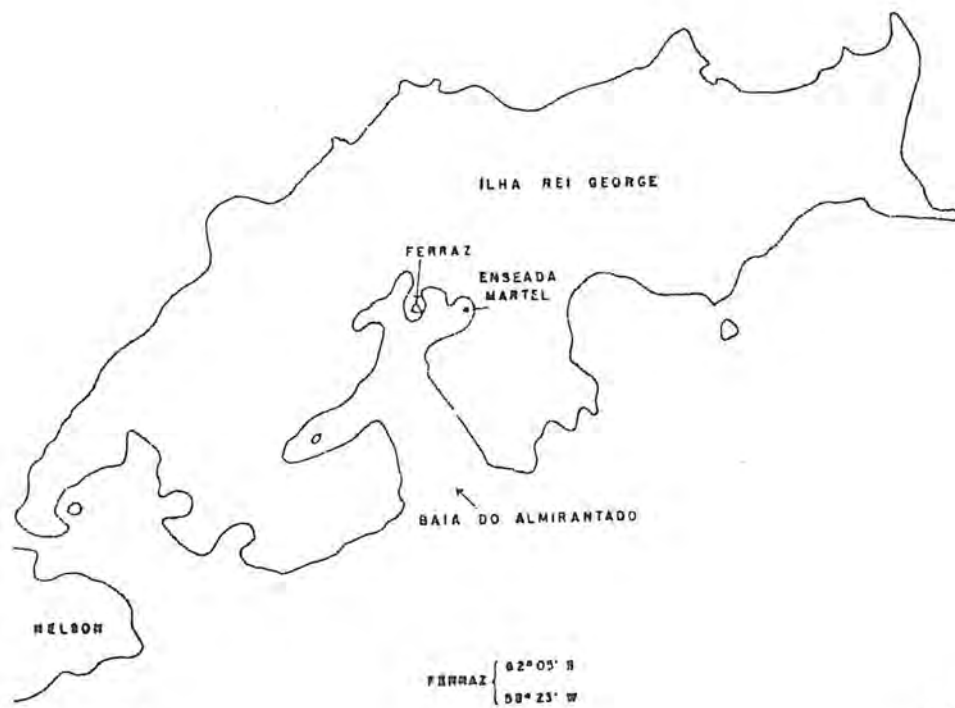 ILHA REI GEORGE
FERRAZ
ENSEADA
MARTEL
BAIA DO ALMIRANTADO
NELSON
FERRAZ
62° 05' S
58° 23' W